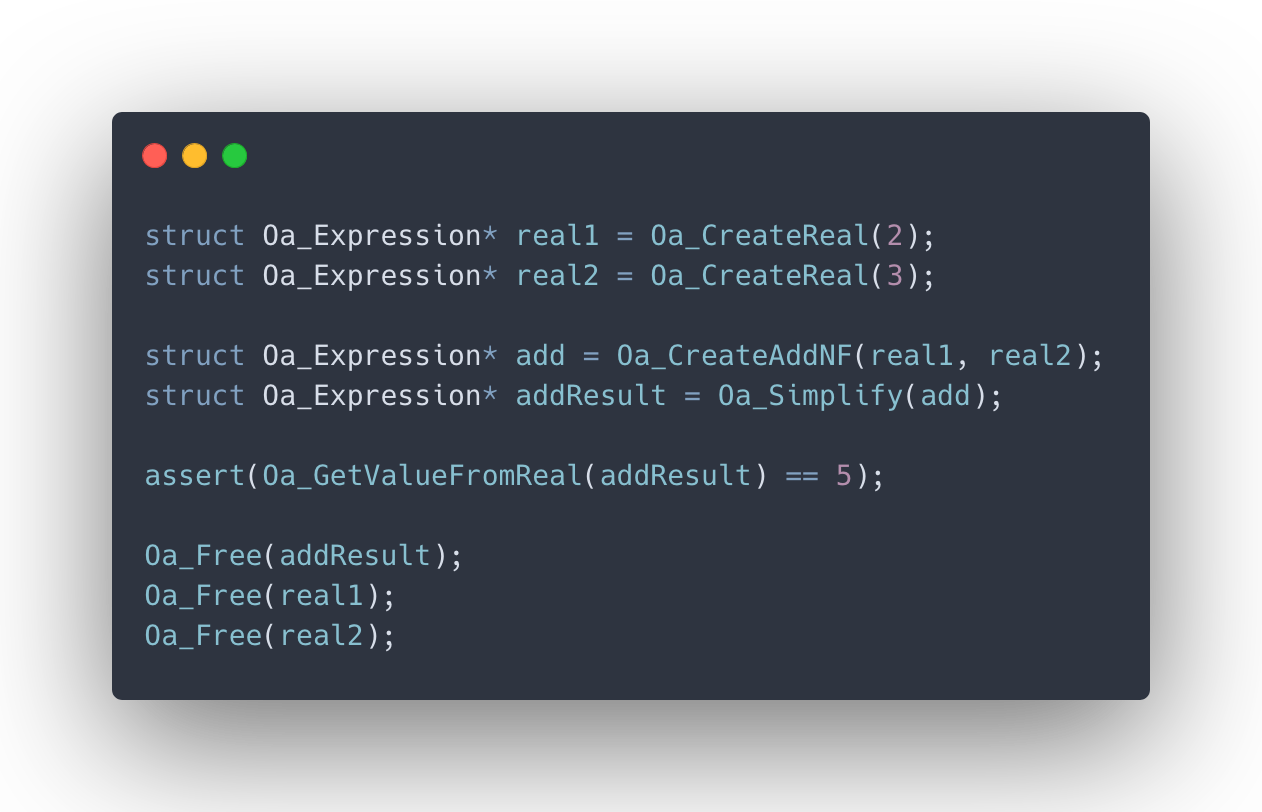 struct Oa_Expression* real1 = Oa_CreateReal(2);
struct Oa_Expression* real2 = Oa_CreateReal(3);
struct Oa_Expression* add = Oa_CreateAddNF(real1, real2);
struct Oa_Expression* addResult = Oa_Simplify(add);
assert(Oa_GetValueFromReal(addResult) == 5);
Oa_Free(addResult);
Oa_Free(real1);
Oa_Free(real2);